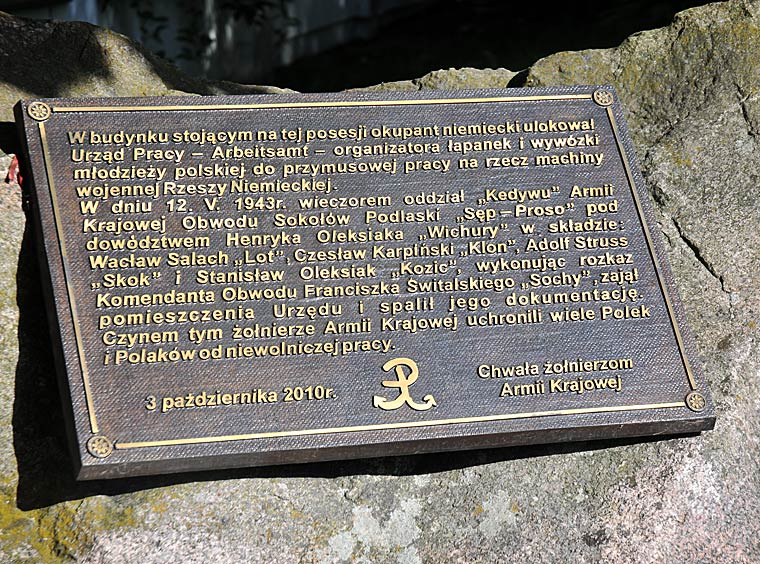 W budynku stojącym na tej posesji okupant niemiecki ulokował
Urząd Pracy – Arbeitsamt – organizatora łapanek i wywózki
młodzieży polskiej do przymusowej pracy na rzecz machiny
wojennej Rzeszy Niemieckiej.
W dniu 12. V. 1943r. wieczorem oddział „Kedywu” Armii
Krajowej Obwodu Sokołów Podlaski „Sęp – Proso” pod
dowództwem Henryka Oleksiaka „Wichury” w składzie:
Wacław Salach „Lot”, Czesław Karpiński „Klon”, Adolf Struss
„Skok” i Stanisław Oleksiak „Kozic”, wykonując rozkaz
Komendanta Obwodu Franciszka Świtalskiego „Sochy”, zajął
pomieszczenia Urzędu i spalił jego dokumentację.
Czynem tym żołnierze Armii Krajowej uchronili wiele Polek
i Polaków od niewolniczej pracy.
3 października 2010r.
Chwała żołnierzom
Armii Krajowej